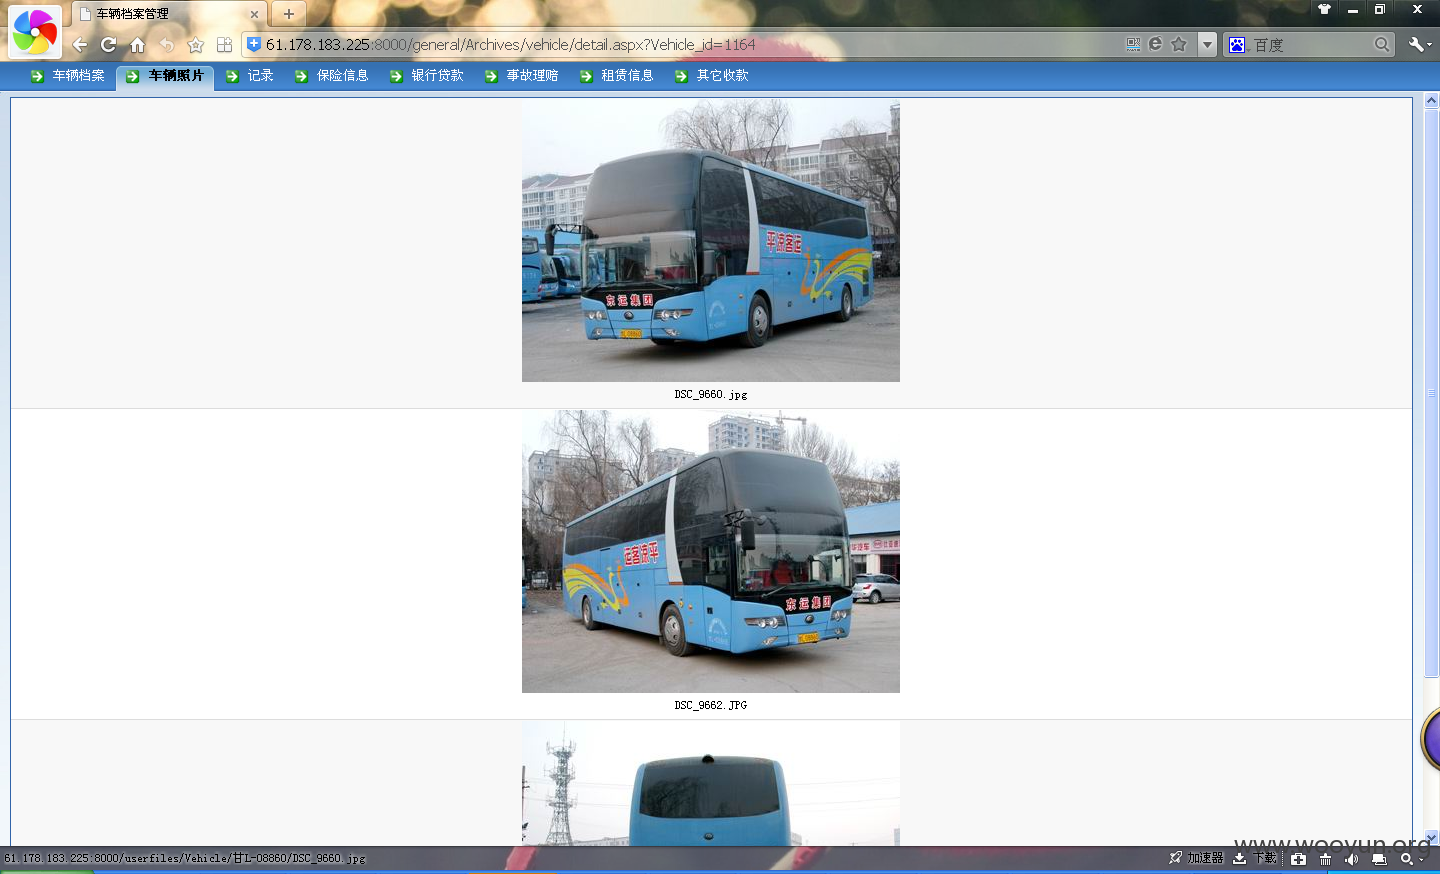 车辆档案管理
61.178.183.225:8000/general/Archives/vehicle/detail.aspx?Vehicle_id=1164
百度
车辆档案
车辆照片
记录
保险信息
银行贷款
事故理赔
租赁信息
其它收款
平凉客运
东运集团
DSC_9660.jpg
运客凉平
东运集团
DSC_9662.JPG
www.wooyun.org
61.178.183.225:8000/userfiles/Vehicle/甘L-08860/DSC_9660.jpg
加速器
下载